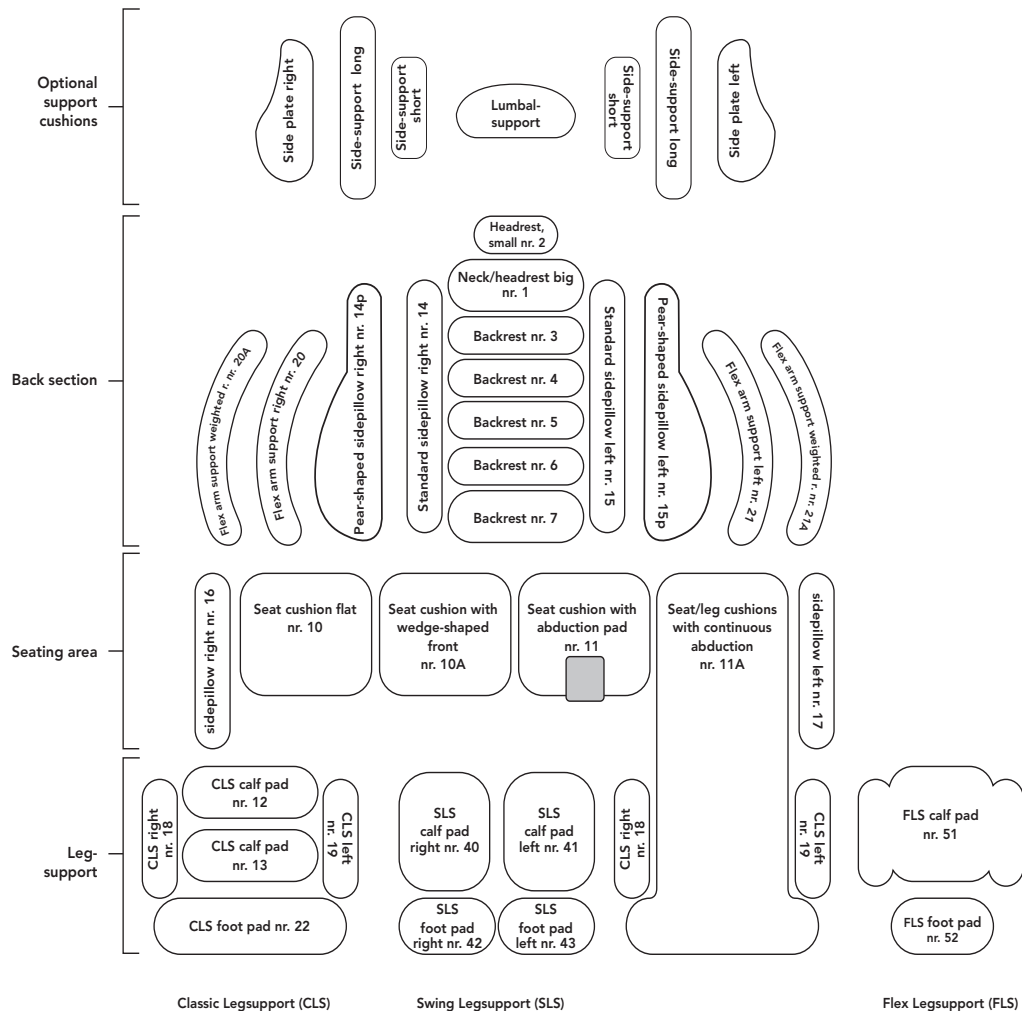 Optional
support
cushions
Side plate right
Side-support long
Side-support
short
Lumbal-
support
Side-support
short
Side-support long
Side plate left
Back section
Headrest,
small nr. 2
Neck/headrest big
nr. 1
Backrest nr. 3
Backrest nr. 4
Backrest nr. 5
Backrest nr. 6
Backrest nr. 7
Flex arm support weighted r. nr. 20A
Flex arm support right nr. 20
Pear-shaped sidepillow right nr. 14p
Standard sidepillow right nr. 14
Standard sidepillow left nr. 15
Pear-shaped sidepillow left nr. 15p
Flex arm support left nr. 21
Flex arm support weighted r. nr. 21A
Seating area
sidepillow right nr. 16
Seat cushion flat
nr. 10
Seat cushion with
wedge-shaped
front
nr. 10A
Seat cushion with
abduction pad
nr. 11
Seat/leg cushions
with continuous
abduction
nr. 11A
sidepillow left nr. 17
Leg-
support
CLS right
nr. 18
CLS calf pad
nr. 12
CLS calf pad
nr. 13
CLS left
nr. 19
CLS foot pad nr. 22
SLS
calf pad
right nr. 40
SLS
calf pad
left nr. 41
SLS
foot pad
right nr. 42
SLS
foot pad
left nr. 43
CLS right
nr. 18
CLS left
nr. 19
FLS calf pad
nr. 51
FLS foot pad
nr. 52
Classic Legsupport (CLS)
Swing Legsupport (SLS)
Flex Legsupport (FLS)